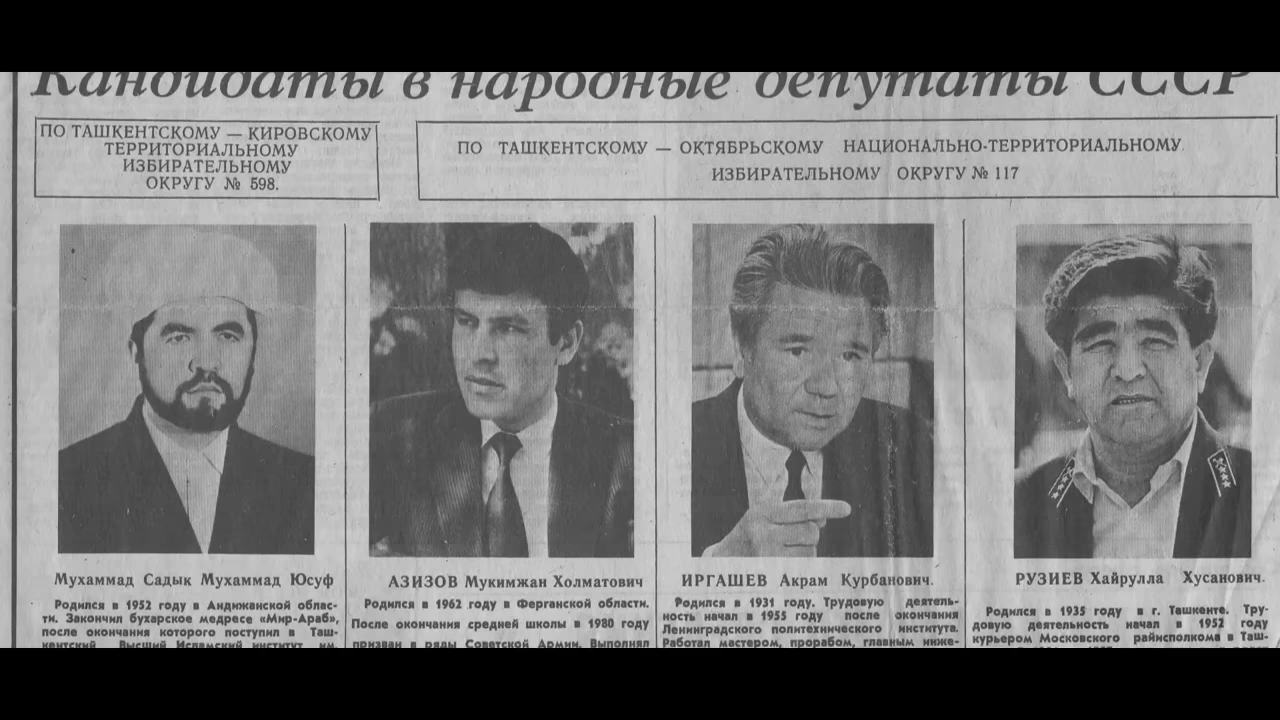 Кандидаты в народные депутаты СССР
ПО ТАШКЕНТСКОМУ — КИРОВСКОМУ
ТЕРРИТОРИАЛЬНОМУ
ИЗБИРАТЕЛЬНОМУ
ОКРУГУ № 598.
ПО ТАШКЕНТСКОМУ — ОКТЯБРЬСКОМУ НАЦИОНАЛЬНО-ТЕРРИТОРИАЛЬНОМУ
ИЗБИРАТЕЛЬНОМУ ОКРУГУ № 117
Мухаммад Садык Мухаммад Юсуф
Родился в 1952 году в Андижанской облас-
ти. Закончил бухарское медресе «Мир-Араб»,
после окончания которого поступил в Таш-
кентский Высший Исламский институт им.
АЗИЗОВ Мукимжан Холматович
Родился в 1962 году в Ферганской области.
После окончания средней школы в 1980 году
призван в ряды Советской Армии. Выполнял
ИРГАШЕВ Акрам Курбанович.
Родился в 1931 году. Трудовую деятель-
ность начал в 1955 году после окончания
Ленинградского политехнического института.
Работал мастером, прорабом, главным инже-
РУЗИЕВ Хайрулла Хусанович.
Родился в 1935 году в г. Ташкенте. Тру-
довую деятельность начал в 1952 году
курьером Московского райисполкома в Таш-